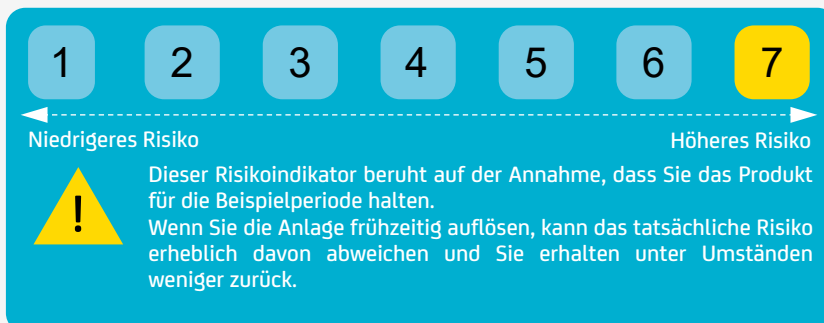 1 2 3 4 5 6 7
Niedrigeres Risiko Höheres Risiko
!
Dieser Risikoindikator beruht auf der Annahme, dass Sie das Produkt
für die Beispielperiode halten.
Wenn Sie die Anlage frühzeitig auflösen, kann das tatsächliche Risiko
erheblich davon abweichen und Sie erhalten unter Umständen
weniger zurück.